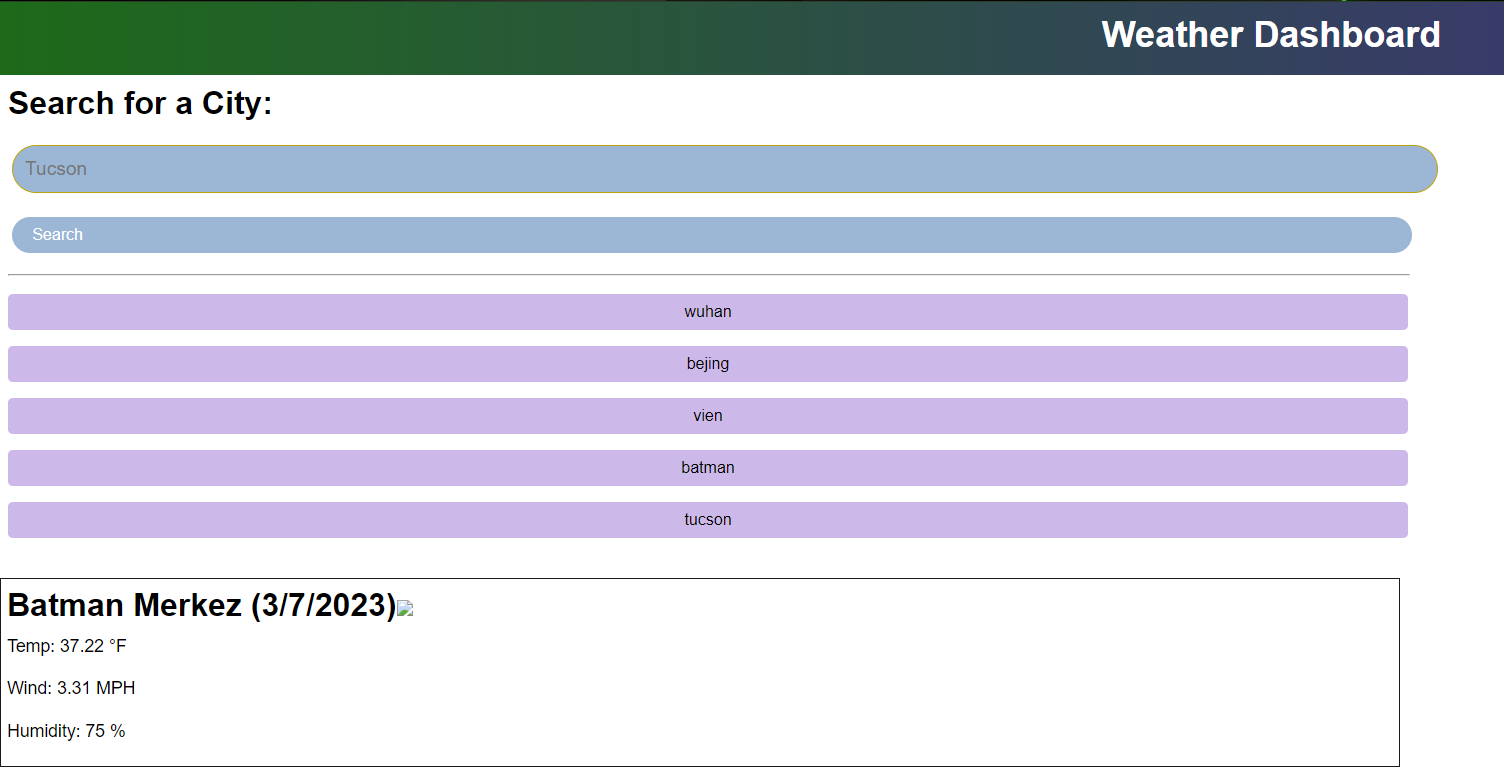 Weather Dashboard
Search for a City:
Tucson
Search
wuhan
bejing
vien
batman
tucson
Batman Merkez (3/7/2023)
Temp: 37.22 °F
Wind: 3.31 MPH
Humidity: 75 %